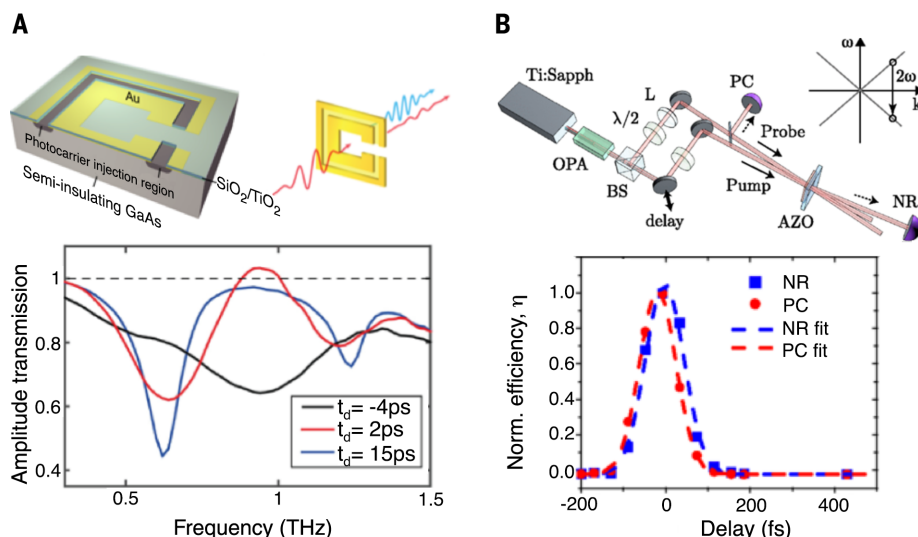 A
Au
Photocarrier injection region
Semi-insulating GaAs
SiO₂/TiO₂
Amplitude transmission
1
0.8
0.6
0.4
t_d= -4ps
t_d= 2ps
t_d= 15ps
0.5
1
1.5
Frequency (THz)
B
Ti:Sapph
OPA
λ/2
BS
L
delay
PC
Probe
Pump
AZO
NR
ω
2ω
k
Norm. efficiency, η
1.0
0.8
0.6
0.4
0.2
0.0
NR
PC
NR fit
PC fit
-200
0
200
400
Delay (fs)